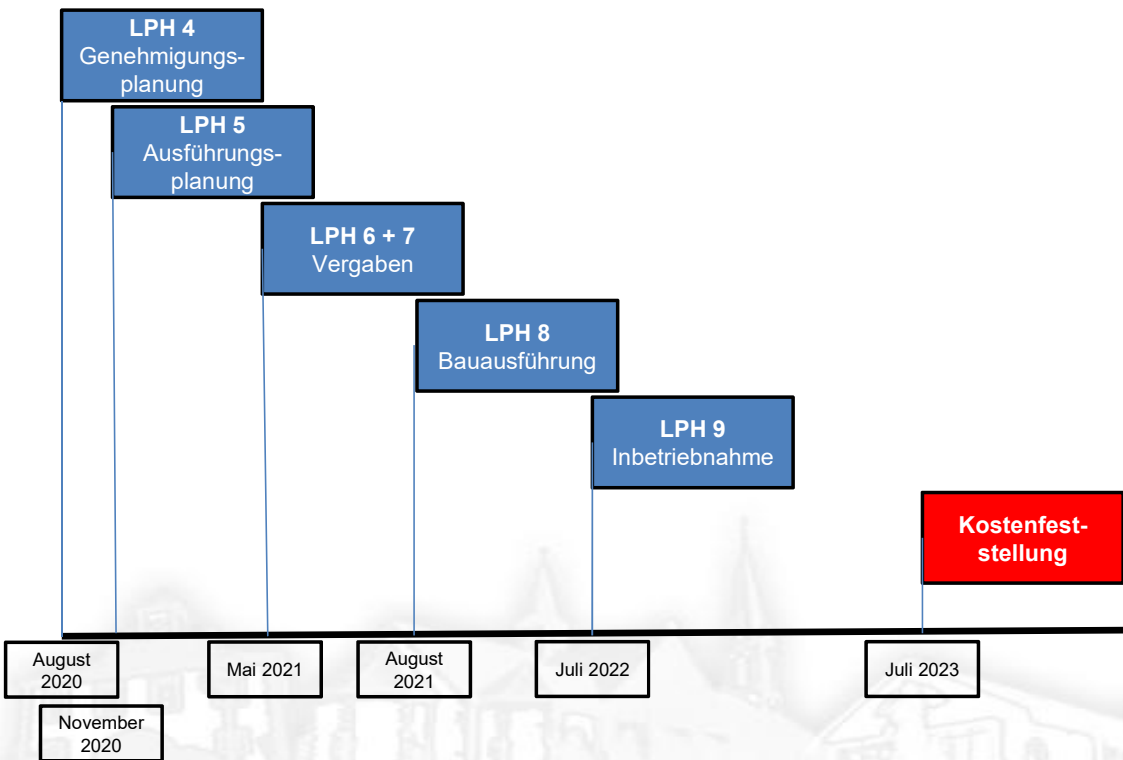 LPH 4
Genehmigungs-
planung
LPH 5
Ausführungs-
planung
LPH 6 + 7
Vergaben
LPH 8
Bauausführung
LPH 9
Inbetriebnahme
Kostenfest-
stellung
August
2020
November
2020
Mai 2021
August
2021
Juli 2022
Juli 2023